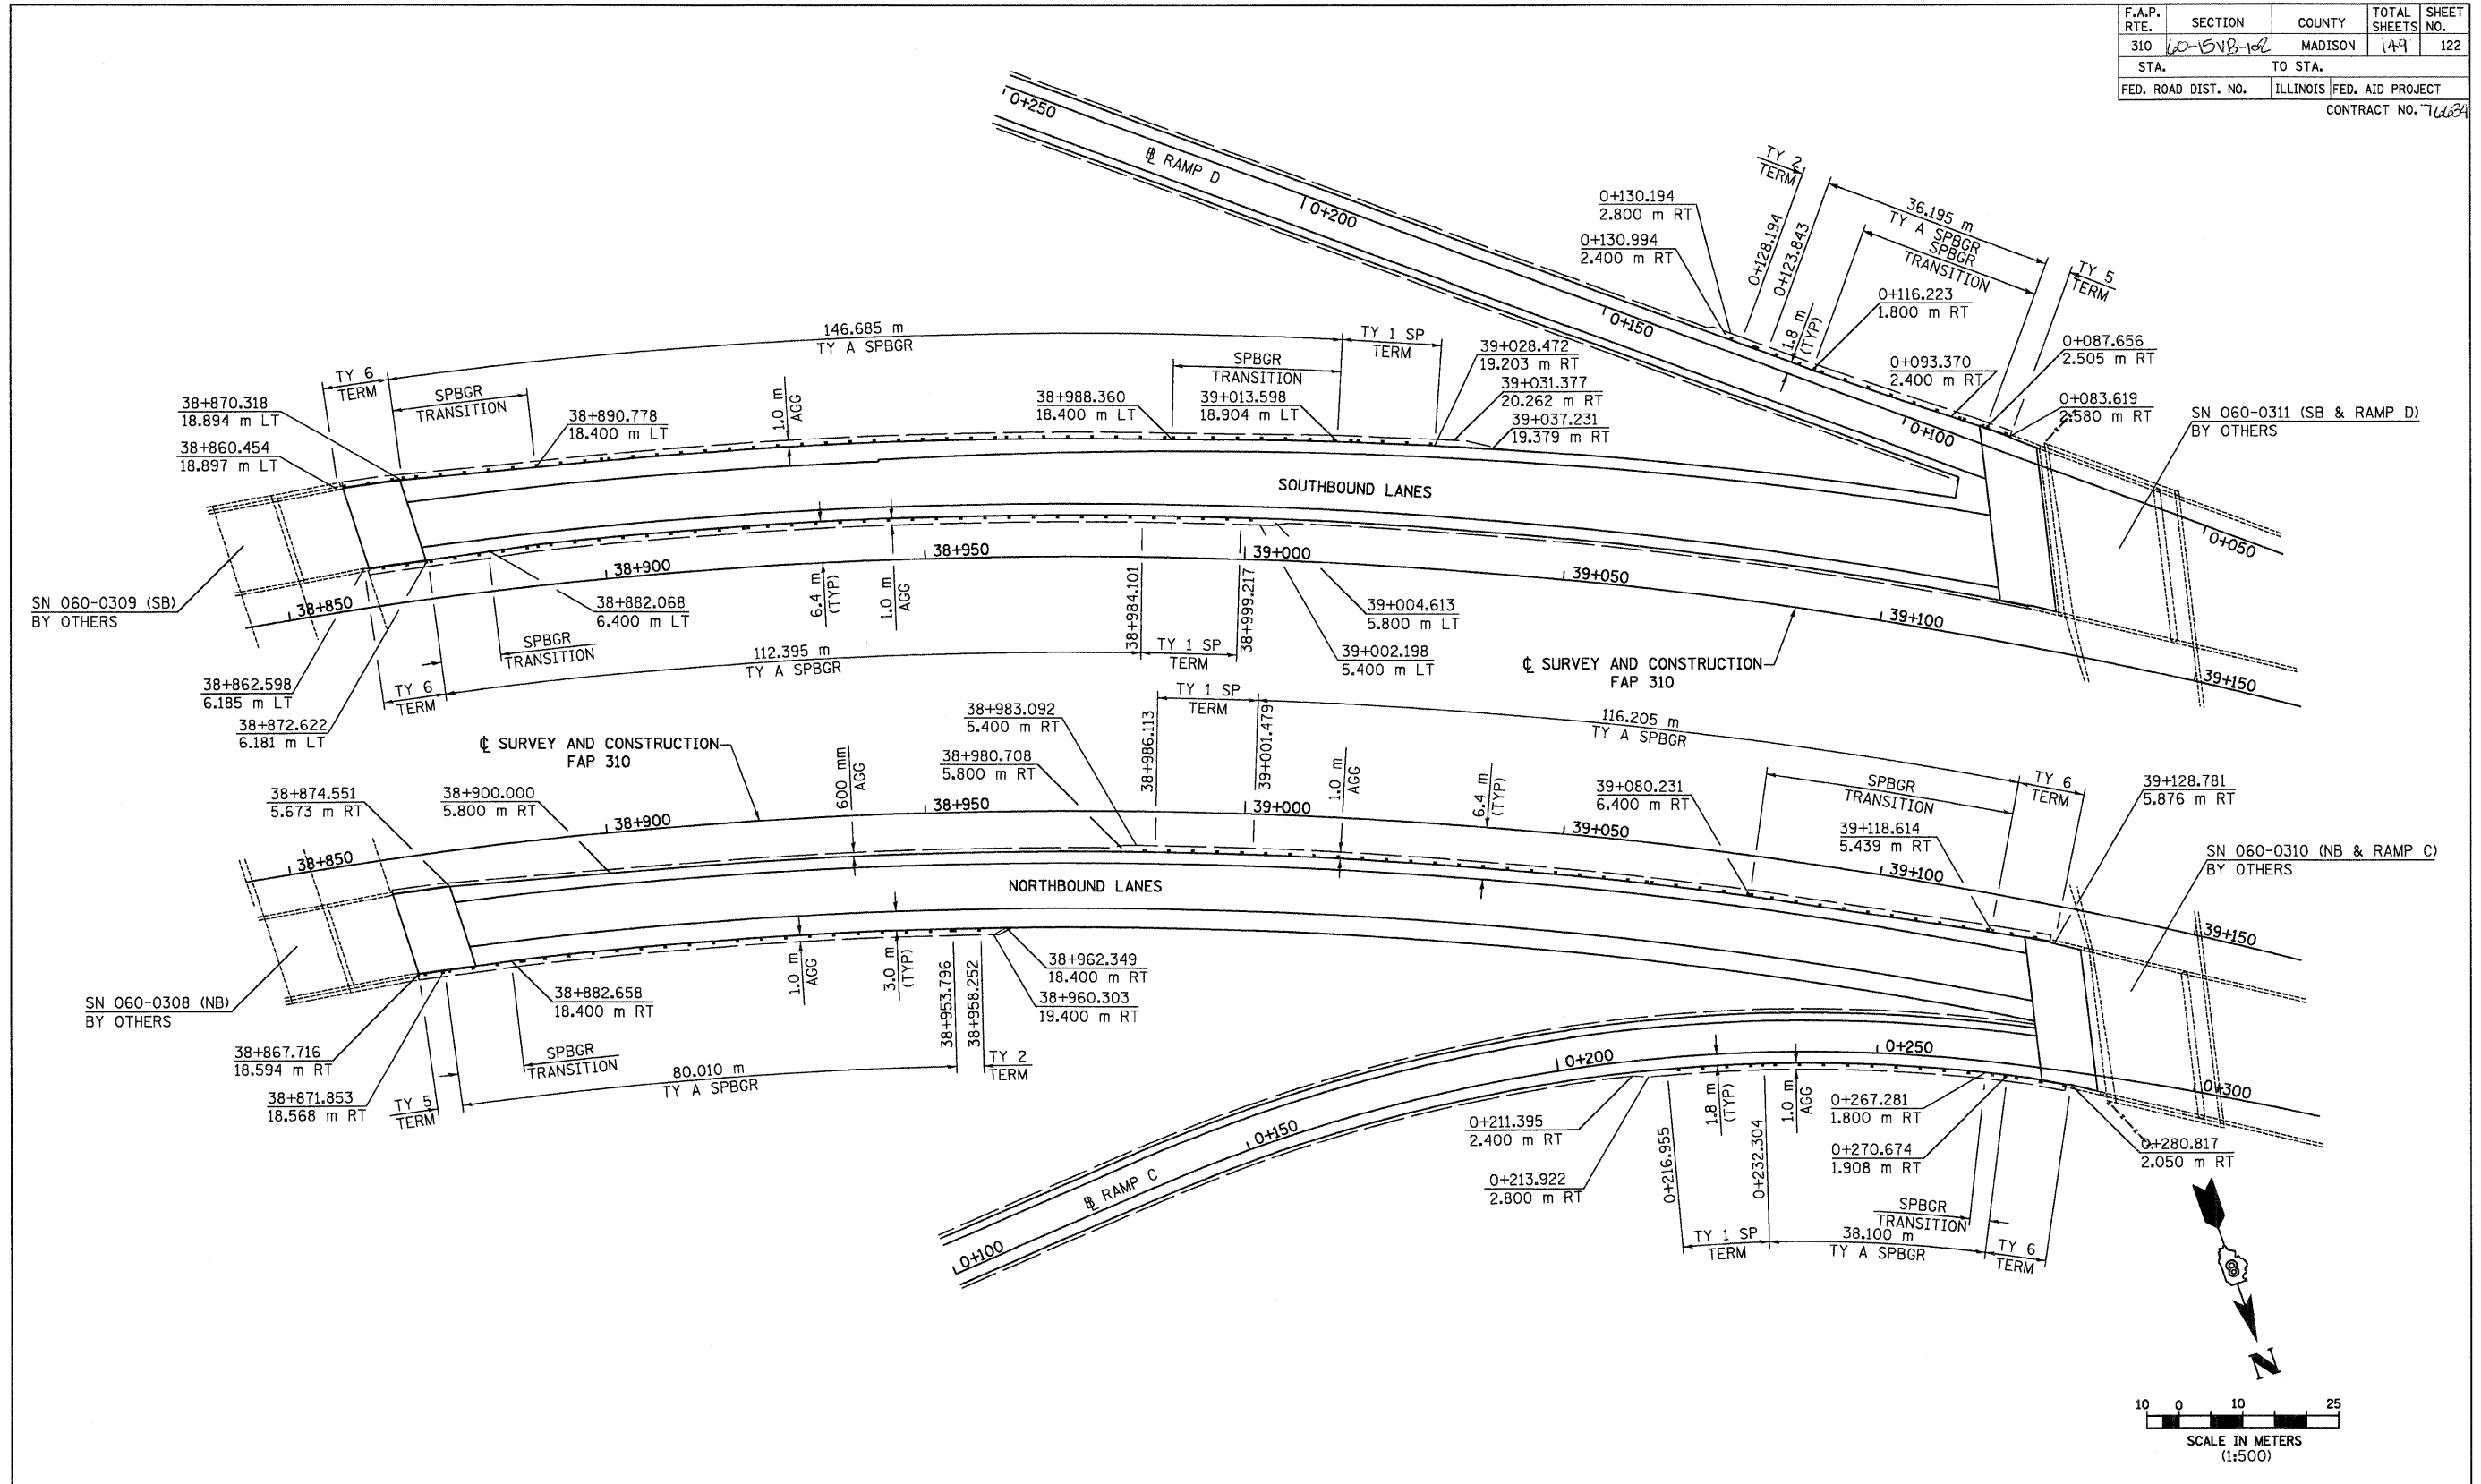 F.A.P. RTE. SECTION COUNTY TOTAL SHEETS SHEET NO.
310 60-15VB-1 MADISON 149 122
STA. TO STA.
FED. ROAD DIST. NO. ILLINOIS FED. AID PROJECT
CONTRACT NO.
0+250
℄ RAMP D
0+200
0+150
0+100
0+050
TY 2
TERM
0+130.194
2.800 m RT
0+130.994
2.400 m RT
0+128.194
0+123.843
36.195 m
TY A SPBGR
SPBGR
TRANSITION
TY 5
TERM
1.8 m
(TYP)
0+116.223
1.800 m RT
0+093.370
2.400 m RT
0+087.656
2.505 m RT
0+083.619
2.580 m RT
SN 060-0311 (SB & RAMP D)
BY OTHERS
146.685 m
TY A SPBGR
TY 1 SP
TERM
TY 6
TERM
SPBGR
TRANSITION
SPBGR
TRANSITION
38+870.318
18.894 m LT
38+860.454
18.897 m LT
38+890.778
18.400 m LT
1.0 m
AGG
38+988.360
18.400 m LT
39+013.598
18.904 m LT
39+028.472
19.203 m RT
39+031.377
20.262 m RT
39+037.231
19.379 m RT
SOUTHBOUND LANES
SN 060-0309 (SB)
BY OTHERS
38+850
38+900
38+950
39+000
39+050
39+100
39+150
38+862.598
6.185 m LT
38+872.622
6.181 m LT
38+882.068
6.400 m LT
SPBGR
TRANSITION
TY 6
TERM
112.395 m
TY A SPBGR
6.4 m
(TYP)
1.0 m
AGG
38+984.101
TY 1 SP
TERM
38+999.217
39+004.613
5.800 m LT
39+002.198
5.400 m LT
℄ SURVEY AND CONSTRUCTION
FAP 310
℄ SURVEY AND CONSTRUCTION
FAP 310
38+874.551
5.673 m RT
38+900.000
5.800 m RT
600 mm
AGG
38+983.092
5.400 m RT
38+980.708
5.800 m RT
38+986.113
TY 1 SP
TERM
39+001.479
116.205 m
TY A SPBGR
1.0 m
AGG
6.4 m
(TYP)
39+080.231
6.400 m RT
SPBGR
TRANSITION
TY 6
TERM
39+118.614
5.439 m RT
39+128.781
5.876 m RT
SN 060-0310 (NB & RAMP C)
BY OTHERS
38+850
38+900
38+950
39+000
39+050
39+100
39+150
NORTHBOUND LANES
SN 060-0308 (NB)
BY OTHERS
38+867.716
18.594 m RT
38+871.853
18.568 m RT
38+882.658
18.400 m RT
TY 5
TERM
SPBGR
TRANSITION
80.010 m
TY A SPBGR
1.0 m
AGG
3.0 m
(TYP)
38+953.796
38+958.252
TY 2
TERM
38+962.349
18.400 m RT
38+960.303
19.400 m RT
0+100
℄ RAMP C
0+150
0+200
0+250
0+300
0+211.395
2.400 m RT
0+213.922
2.800 m RT
0+216.955
1.8 m
(TYP)
0+232.304
1.0 m
AGG
0+267.281
1.800 m RT
0+270.674
1.908 m RT
0+280.817
2.050 m RT
TY 1 SP
TERM
SPBGR
TRANSITION
38.100 m
TY A SPBGR
TY 6
TERM
N
10 0 10 25
SCALE IN METERS
(1:500)